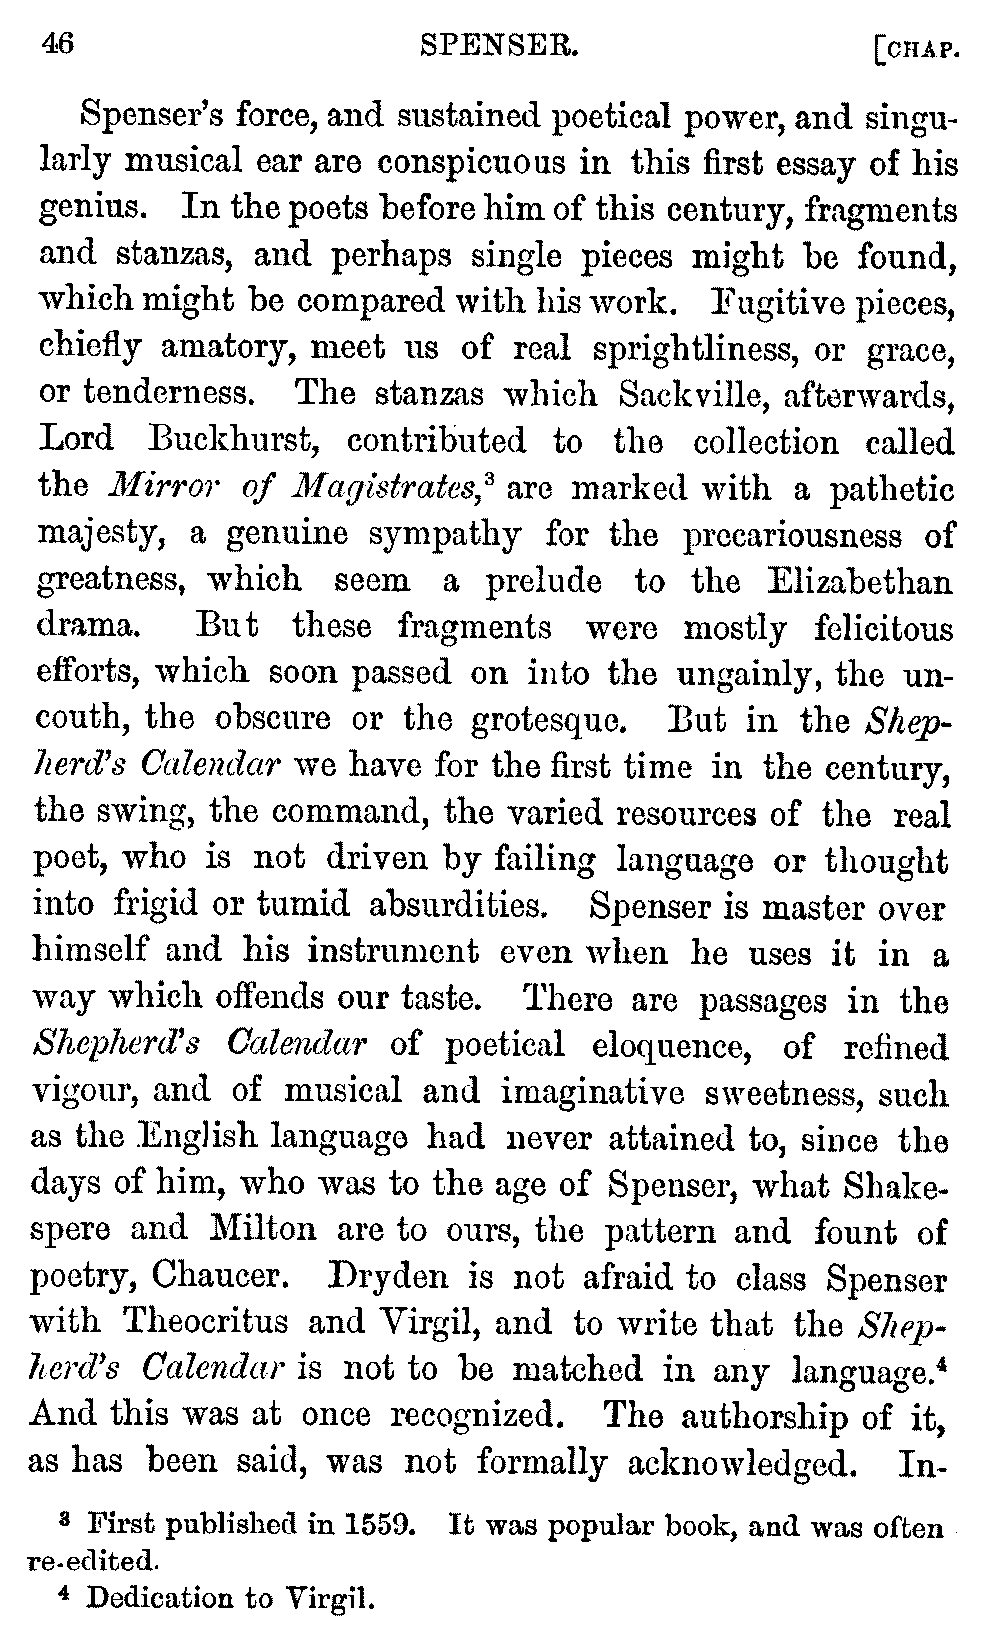 46 SPENSER. [CHAP.
Spenser's force, and sustained poetical power, and singu-
larly musical ear are conspicuous in this first essay of his
genius. In the poets before him of this century, fragments
and stanzas, and perhaps single pieces might be found,
which might be compared with his work. Fugitive pieces,
chiefly amatory, meet us of real sprightliness, or grace,
or tenderness. The stanzas which Sackville, afterwards,
Lord Buckhurst, contributed to the collection called
the Mirror of Magistrates,³ are marked with a pathetic
majesty, a genuine sympathy for the precariousness of
greatness, which seem a prelude to the Elizabethan
drama. But these fragments were mostly felicitous
efforts, which soon passed on into the ungainly, the un-
couth, the obscure or the grotesque. But in the Shep-
herd's Calendar we have for the first time in the century,
the swing, the command, the varied resources of the real
poet, who is not driven by failing language or thought
into frigid or tumid absurdities. Spenser is master over
himself and his instrument even when he uses it in a
way which offends our taste. There are passages in the
Shepherd's Calendar of poetical eloquence, of refined
vigour, and of musical and imaginative sweetness, such
as the English language had never attained to, since the
days of him, who was to the age of Spenser, what Shake-
spere and Milton are to ours, the pattern and fount of
poetry, Chaucer. Dryden is not afraid to class Spenser
with Theocritus and Virgil, and to write that the Shep-
herd's Calendar is not to be matched in any language.⁴
And this was at once recognized. The authorship of it,
as has been said, was not formally acknowledged. In-
³ First published in 1559. It was popular book, and was often
re-edited.
⁴ Dedication to Virgil.